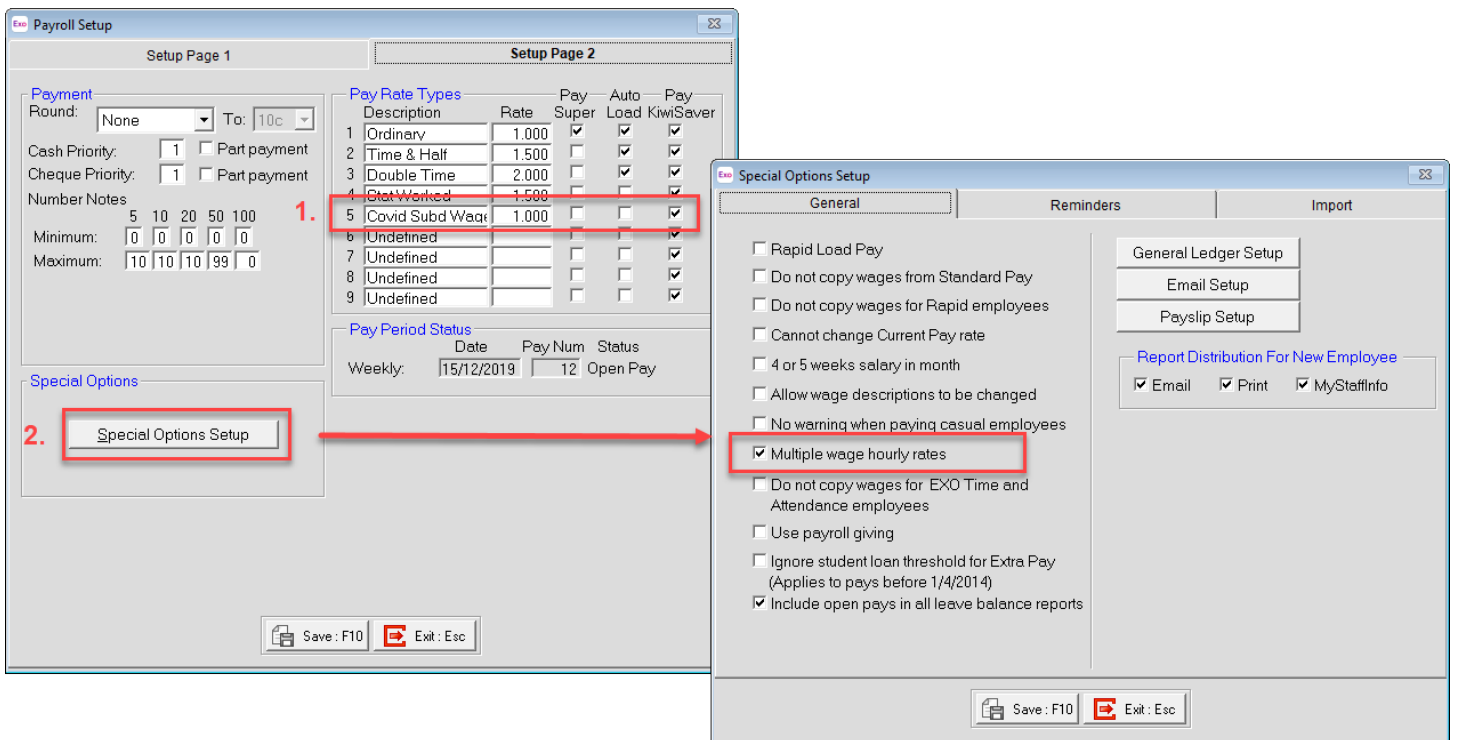 Exo Payroll Setup
Setup Page 1 Setup Page 2
Payment
Round: None To: 10c
Cash Priority: 1 Part payment
Cheque Priority: 1 Part payment
Number Notes
5 10 20 50 100
Minimum: 0 0 0 0 0
Maximum: 10 10 10 99 0
Special Options
2. Special Options Setup
Pay Rate Types Pay Auto Pay
Description Rate Super Load KiwiSaver
1 Ordinary 1.000
2 Time & Half 1.500
3 Double Time 2.000
4 Stat Worked 1.500
1. 5 Covid Subd Wage 1.000
6 Undefined
7 Undefined
8 Undefined
9 Undefined
Pay Period Status
Date Pay Num Status
Weekly: 15/12/2019 12 Open Pay
Save : F10 Exit : Esc
Exo Special Options Setup
General Reminders Import
Rapid Load Pay
Do not copy wages from Standard Pay
Do not copy wages for Rapid employees
Cannot change Current Pay rate
4 or 5 weeks salary in month
Allow wage descriptions to be changed
No warning when paying casual employees
Multiple wage hourly rates
Do not copy wages for EXO Time and
Attendance employees
Use payroll giving
Ignore student loan threshold for Extra Pay
(Applies to pays before 1/4/2014)
Include open pays in all leave balance reports
General Ledger Setup
Email Setup
Payslip Setup
Report Distribution For New Employee
Email Print MyStaffInfo
Save : F10 Exit : Esc